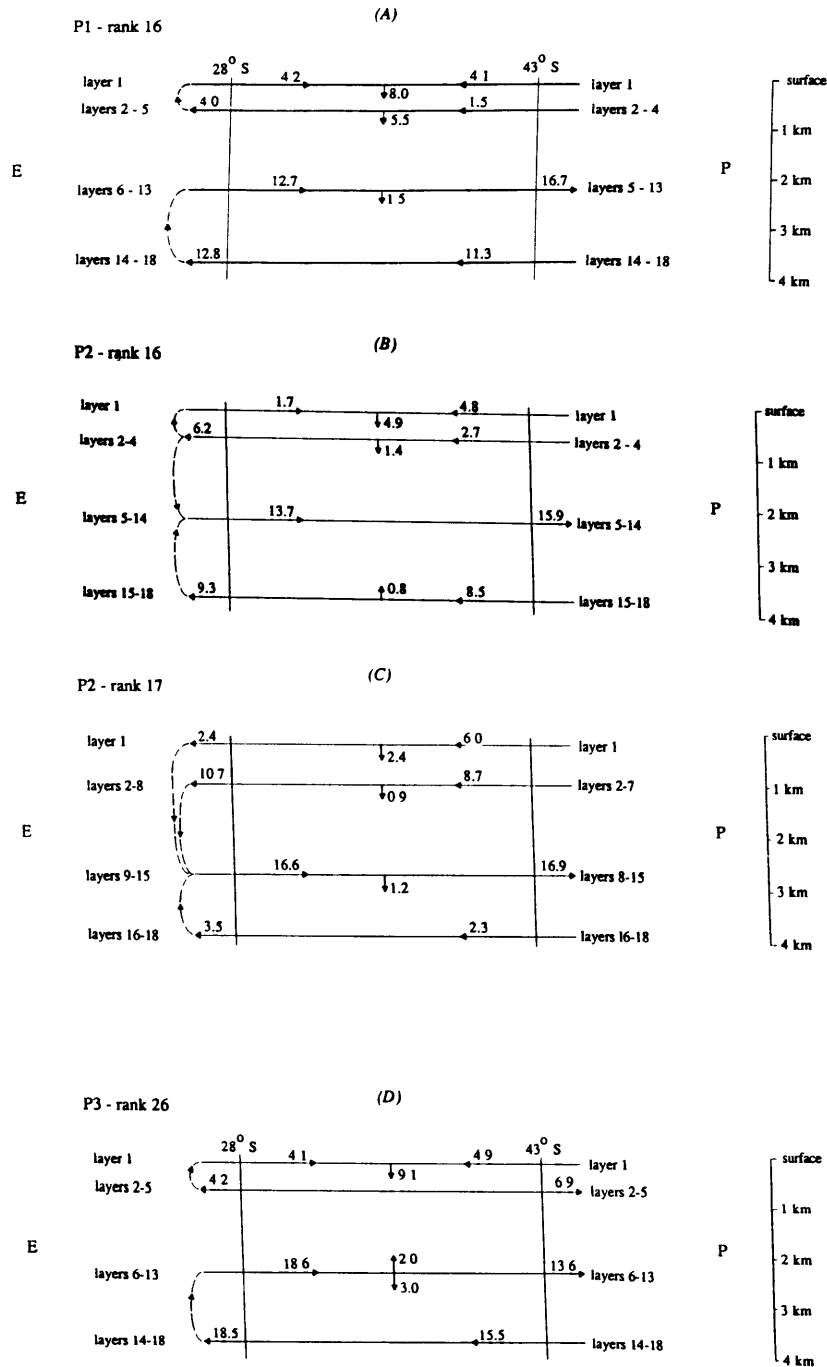 (A)
P1 - rank 16
28° S 43° S
layer 1 4 2 4 1 layer 1 surface
8.0
layers 2 - 5 4 0 1.5 layers 2 - 4
5.5
1 km
E P
layers 6 - 13 12.7 16.7 layers 5 - 13 2 km
1 5
3 km
layers 14 - 18 12.8 11.3 layers 14 - 18
4 km
(B)
P2 - rank 16
layer 1 1.7 4.8 layer 1 surface
4.9
layers 2-4 6.2 2.7 layers 2 - 4
1.4
1 km
E P
layers 5-14 13.7 15.9 layers 5-14 2 km
3 km
layers 15-18 9.3 0.8 8.5 layers 15-18
4 km
(C)
P2 - rank 17
layer 1 2.4 6 0 layer 1 surface
2.4
layers 2-8 10 7 8.7 layers 2-7 1 km
0 9
E P
2 km
layers 9-15 16.6 16.9 layers 8-15
1.2
3 km
layers 16-18 3.5 2.3 layers 16-18
4 km
(D)
P3 - rank 26
28° S 43° S
layer 1 4 1 4 9 layer 1 surface
9 1
layers 2-5 4 2 6 9 layers 2-5
1 km
E P
2 0 2 km
layers 6-13 18 6 13 6 layers 6-13
3.0
3 km
layers 14-18 18.5 15.5 layers 14-18
4 km